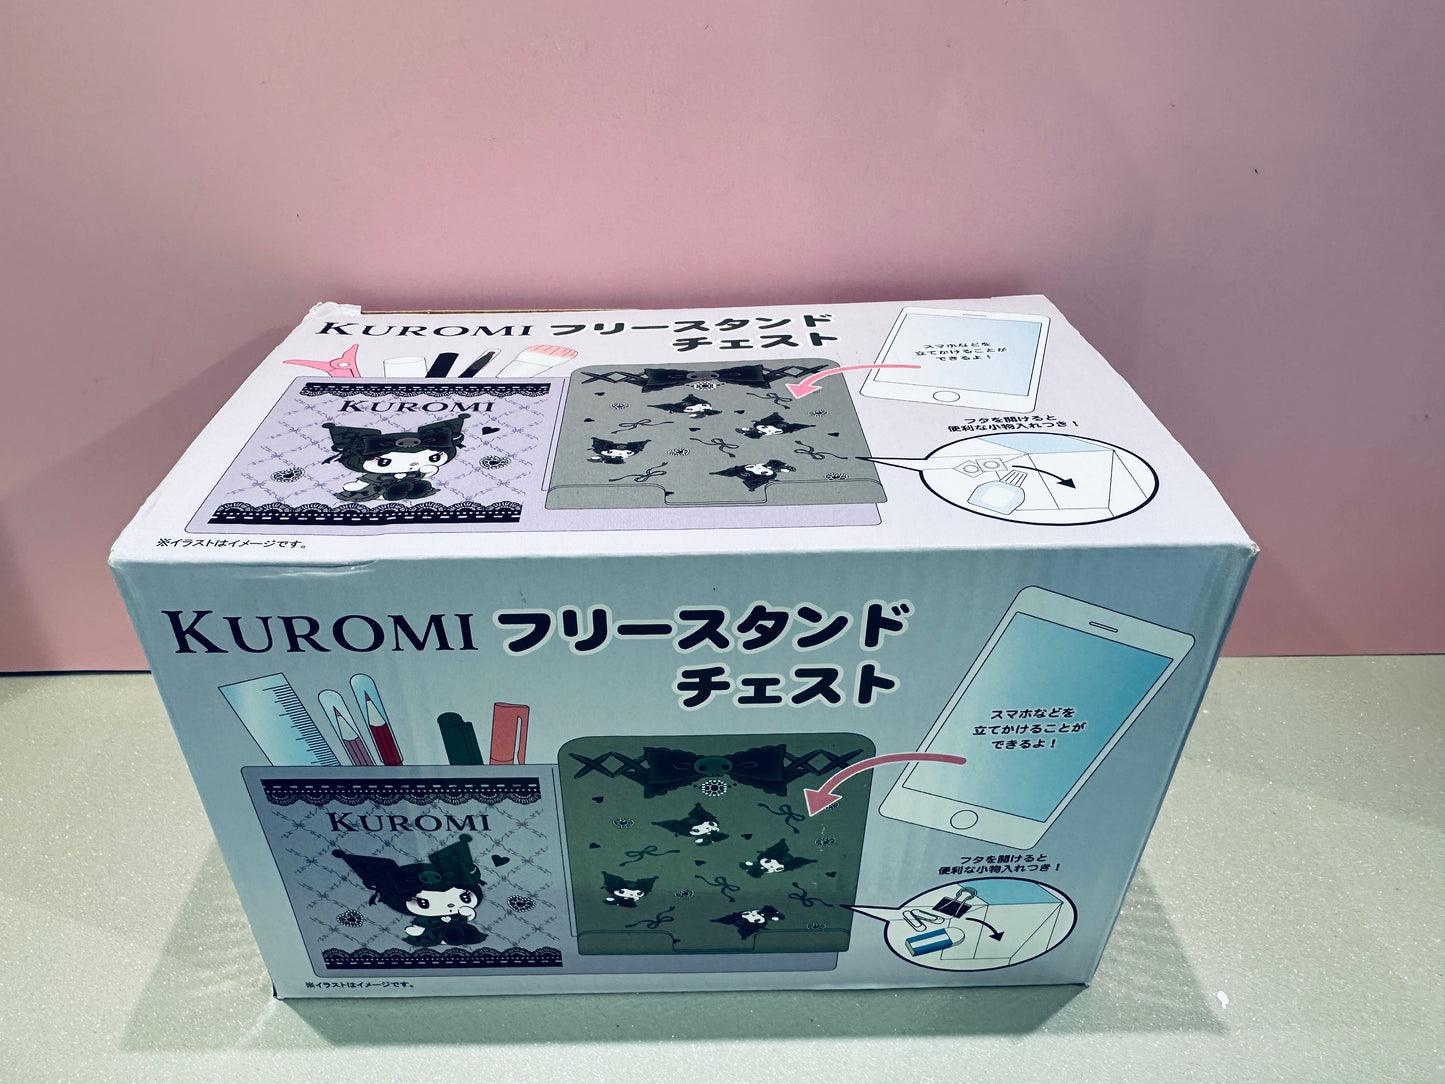 KUROMI フリースタンド
チェスト
スマホなどを
立てかけることが
できるよ！
フタを開けると
便利な小物入れつき！
KUROMI
※イラストはイメージです。
KUROMI フリースタンド
チェスト
スマホなどを
立てかけることが
できるよ！
KUROMI
フタを開けると
便利な小物入れつき！
※イラストはイメージです。